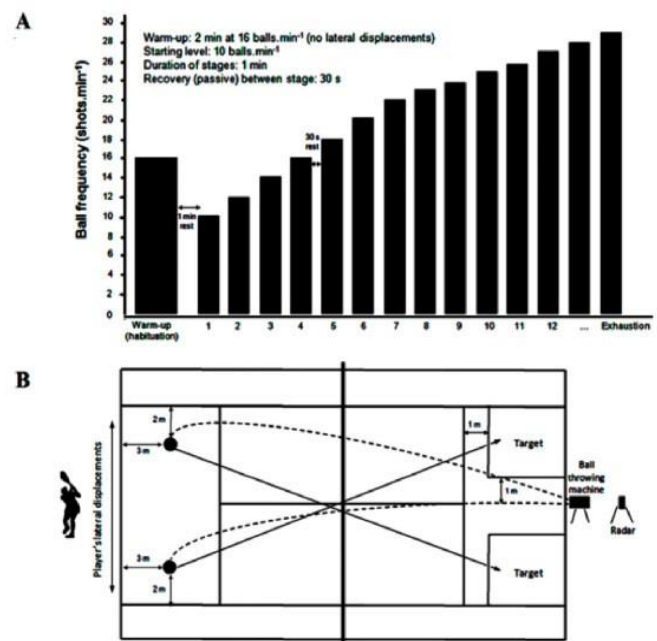 A
Warm-up: 2 min at 16 balls.min⁻¹ (no lateral displacements)
Starting level: 10 balls.min⁻¹
Duration of stages: 1 min
Recovery (passive) between stage: 30 s
Ball frequency (shots.min⁻¹)
30
28
26
24
22
20
18
16
14
12
10
8
6
4
2
0
1 min
rest
30 s
rest
Warm-up
(habituation)
1 2 3 4 5 6 7 8 9 10 11 12 ... Exhaustion
B
Player's lateral displacements
2 m
3 m
3 m
2 m
1 m
Target
1 m
Target
Ball
throwing
machine
Radar